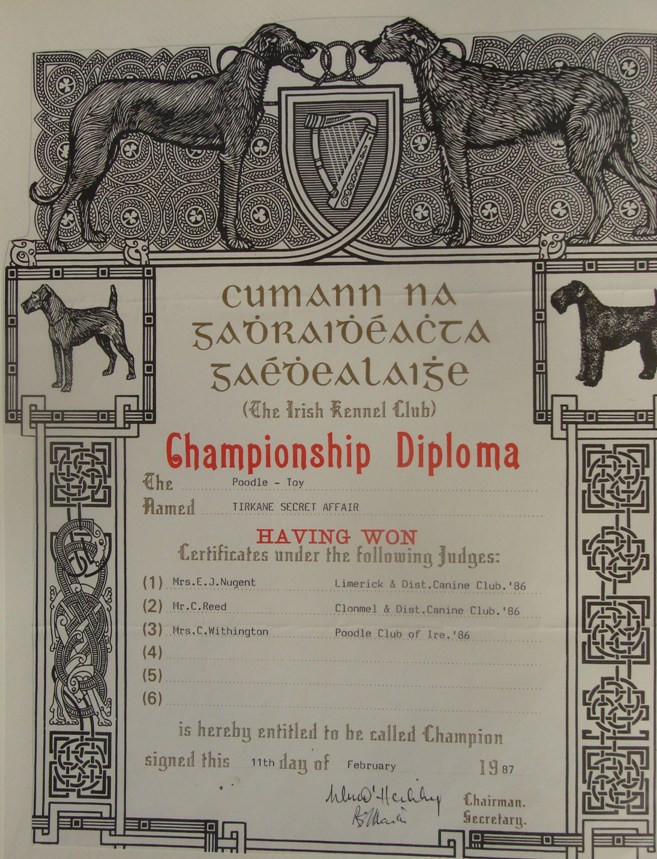 Cumann na
Gaḋraiḋéaċta
Gaéḋealaiġe
(The Irish Kennel Club)
Championship Diploma
The Poodle - Toy
Named TIRKANE SECRET AFFAIR
HAVING WON
Certificates under the following Judges:
(1) Mrs.E.J.Nugent Limerick & Dist.Canine Club.'86
(2) Mr.C.Reed Clonmel & Dist.Canine Club.'86
(3) Mrs.C.Withington Poodle Club of Ire.'86
(4)
(5)
(6)
is hereby entitled to be called Champion
signed this 11th day of February 1987
Chairman.
Secretary.